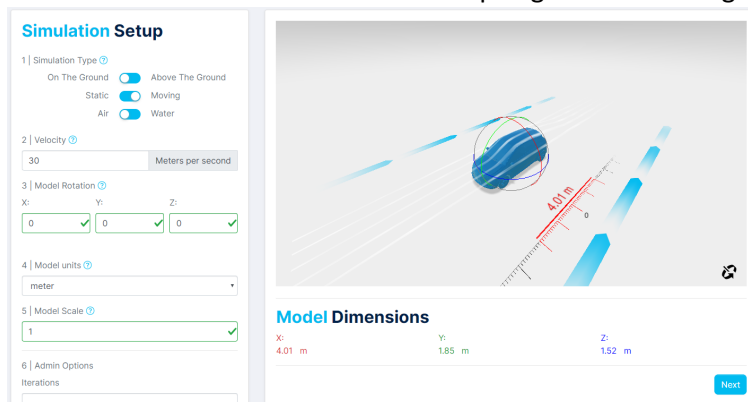 Simulation Setup
1 | Simulation Type ?
On The Ground Above The Ground
Static Moving
Air Water
2 | Velocity ?
30 Meters per second
3 | Model Rotation ?
X: Y: Z:
0 0 0
4 | Model units ?
meter
5 | Model Scale ?
1
6 | Admin Options
Iterations
4.01 m
0
Model Dimensions
X: Y: Z:
4.01 m 1.85 m 1.52 m
Next